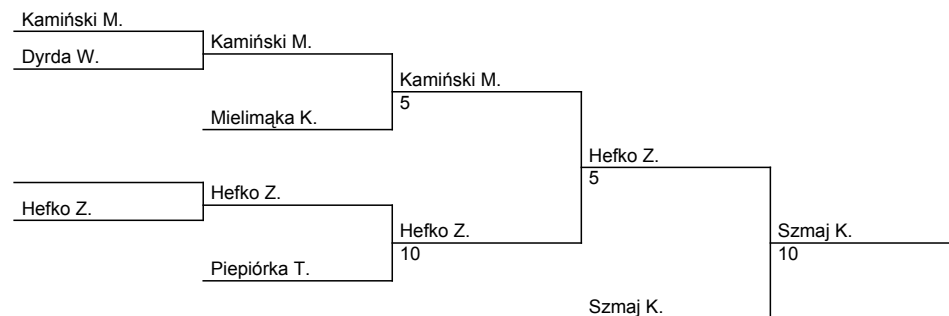 Kamiński M.
Kamiński M.
Dyrda W.
Kamiński M.
5
Mielimąka K.
Hefko Z.
5
Hefko Z.
Hefko Z.
Hefko Z.
10
Szmaj K.
10
Piepiórka T.
Szmaj K.